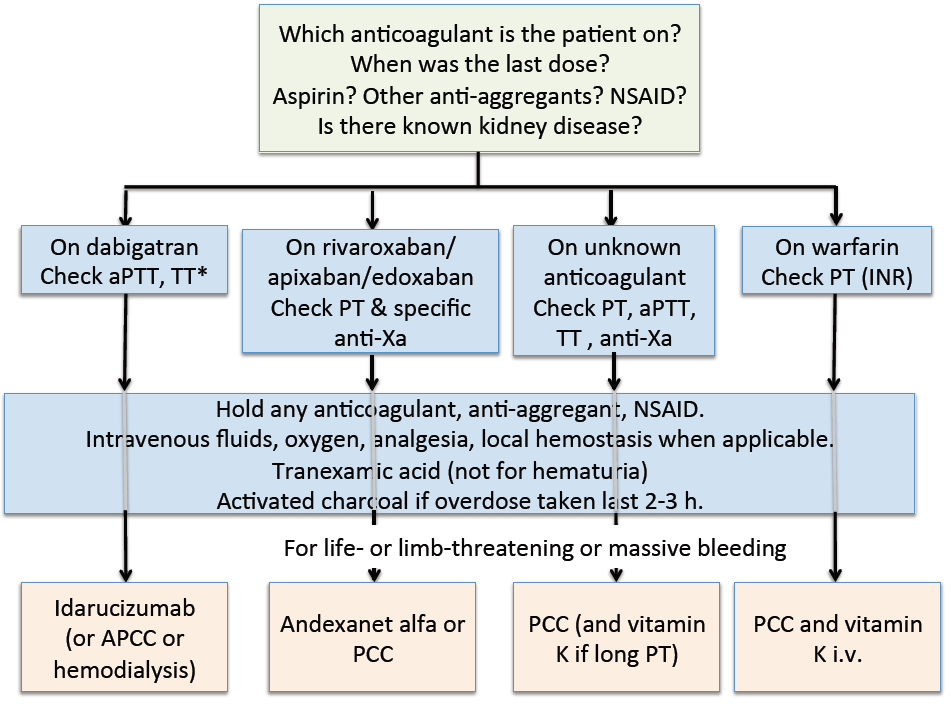 Which anticoagulant is the patient on?
When was the last dose?
Aspirin? Other anti-aggregants? NSAID?
Is there known kidney disease?
On dabigatran
Check aPTT, TT*
On rivaroxaban/
apixaban/edoxaban
Check PT & specific
anti-Xa
On unknown
anticoagulant
Check PT, aPTT,
TT , anti-Xa
On warfarin
Check PT (INR)
Hold any anticoagulant, anti-aggregant, NSAID.
Intravenous fluids, oxygen, analgesia, local hemostasis when applicable.
Tranexamic acid (not for hematuria)
Activated charcoal if overdose taken last 2-3 h.
For life- or limb-threatening or massive bleeding
Idarucizumab
(or APCC or
hemodialysis)
Andexanet alfa or
PCC
PCC (and vitamin
K if long PT)
PCC and vitamin
K i.v.